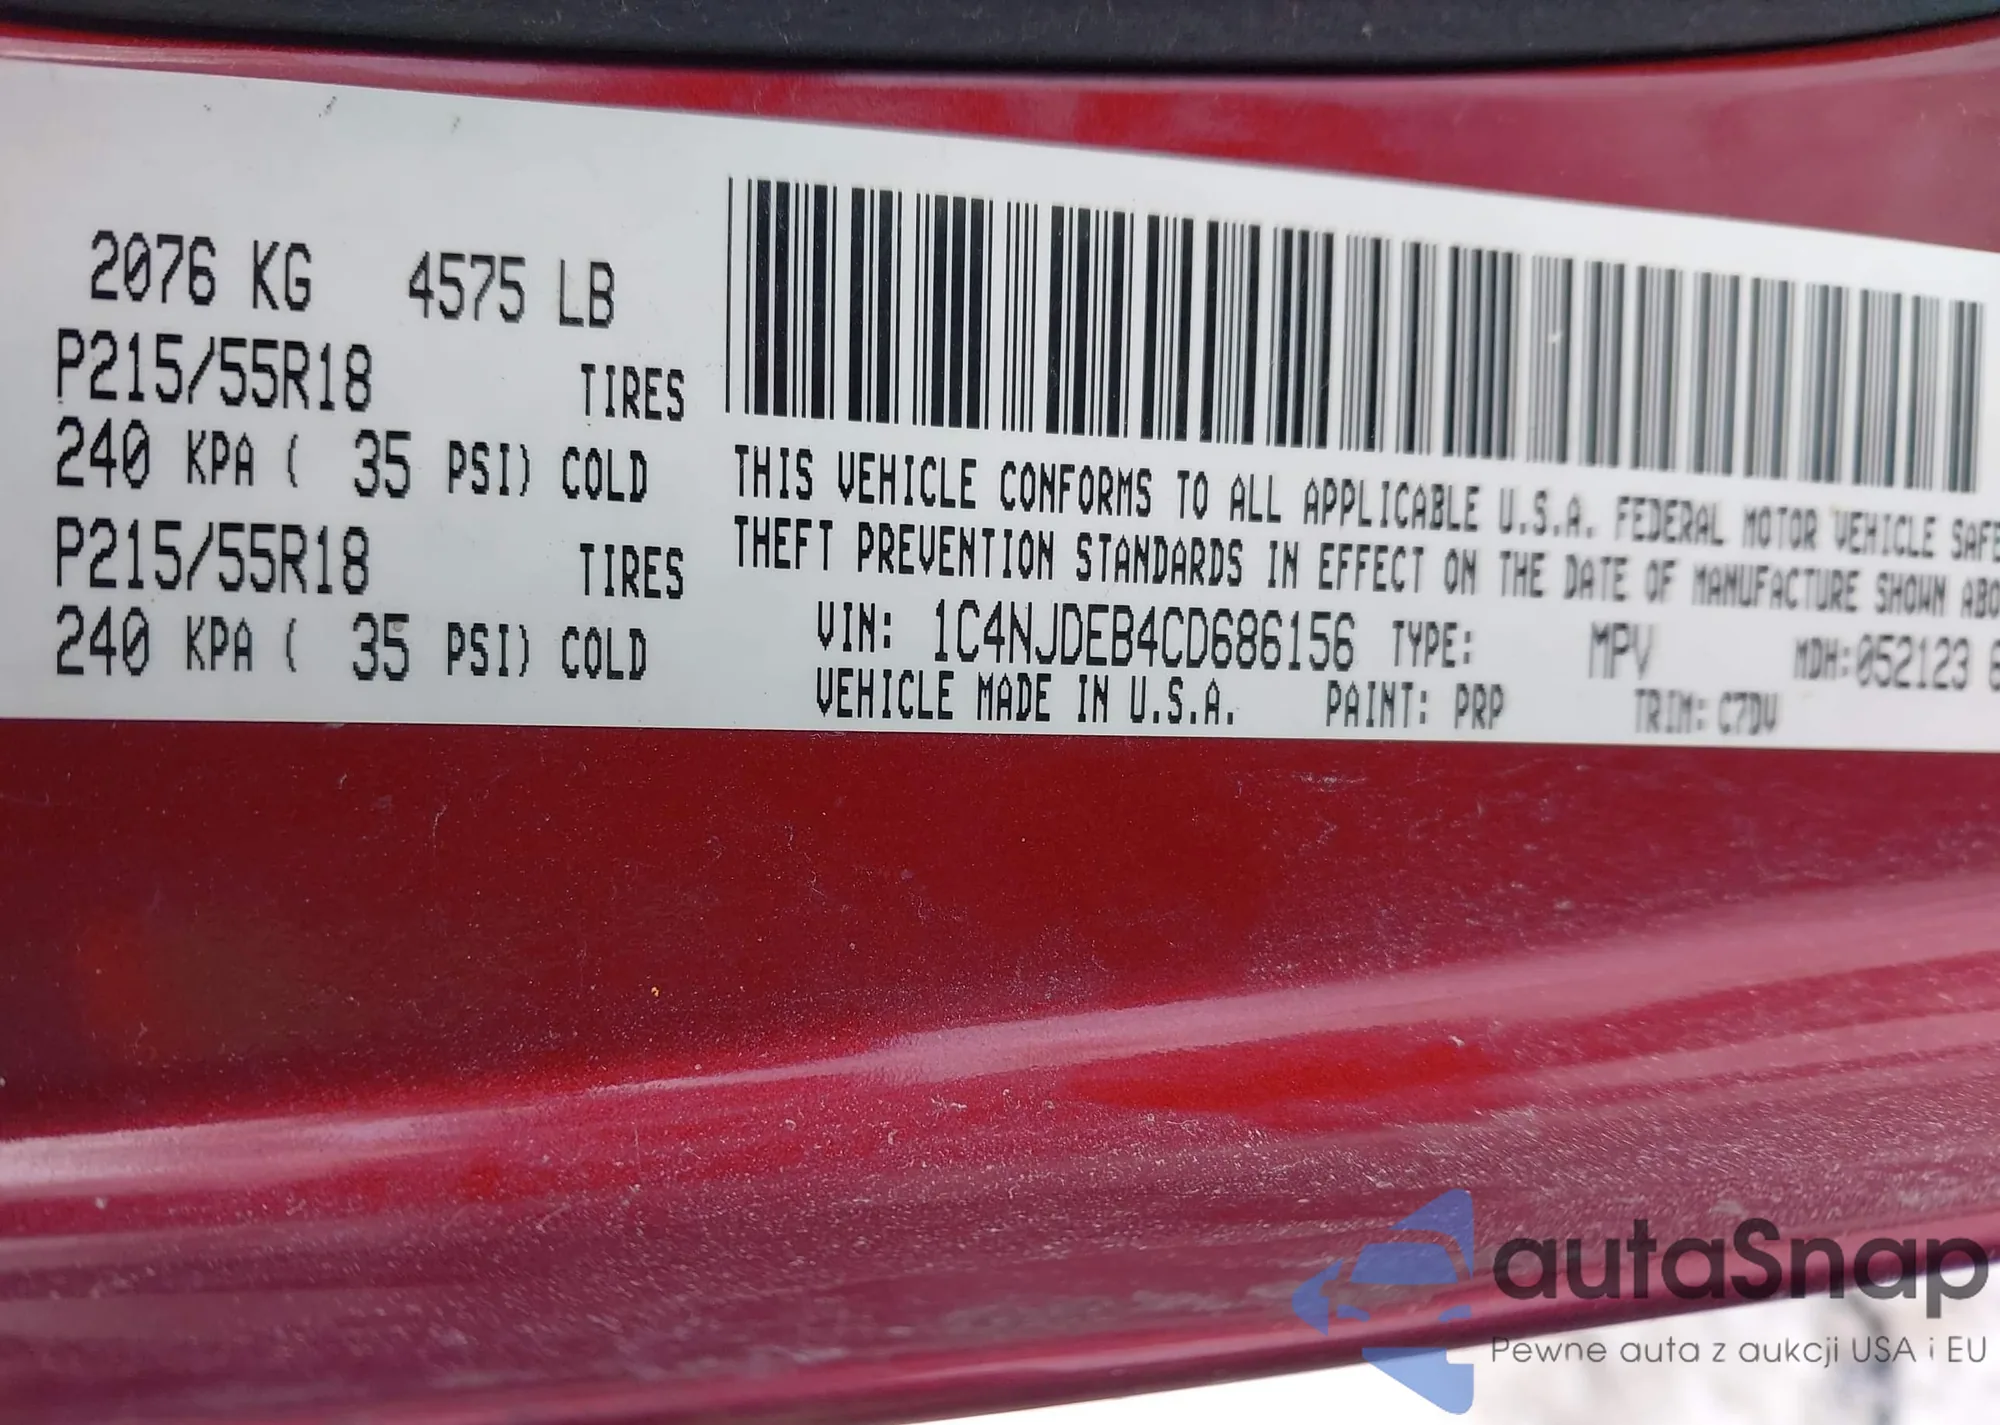 2076 KG 4575 LB
P215/55R18 TIRES
240 KPA ( 35 PSI) COLD
P215/55R18 TIRES
240 KPA ( 35 PSI) COLD
THIS VEHICLE CONFORMS TO ALL APPLICABLE U.S.A. FEDERAL MOTOR VEHICLE SAFE
THEFT PREVENTION STANDARDS IN EFFECT ON THE DATE OF MANUFACTURE SHOWN ABO
VIN: 1C4NJDEB4CD686156 TYPE: MPV MDH:052123
VEHICLE MADE IN U.S.A. PAINT: PRP TRIM: C7DV
autaSnap
Pewne auta z aukcji USA i EU